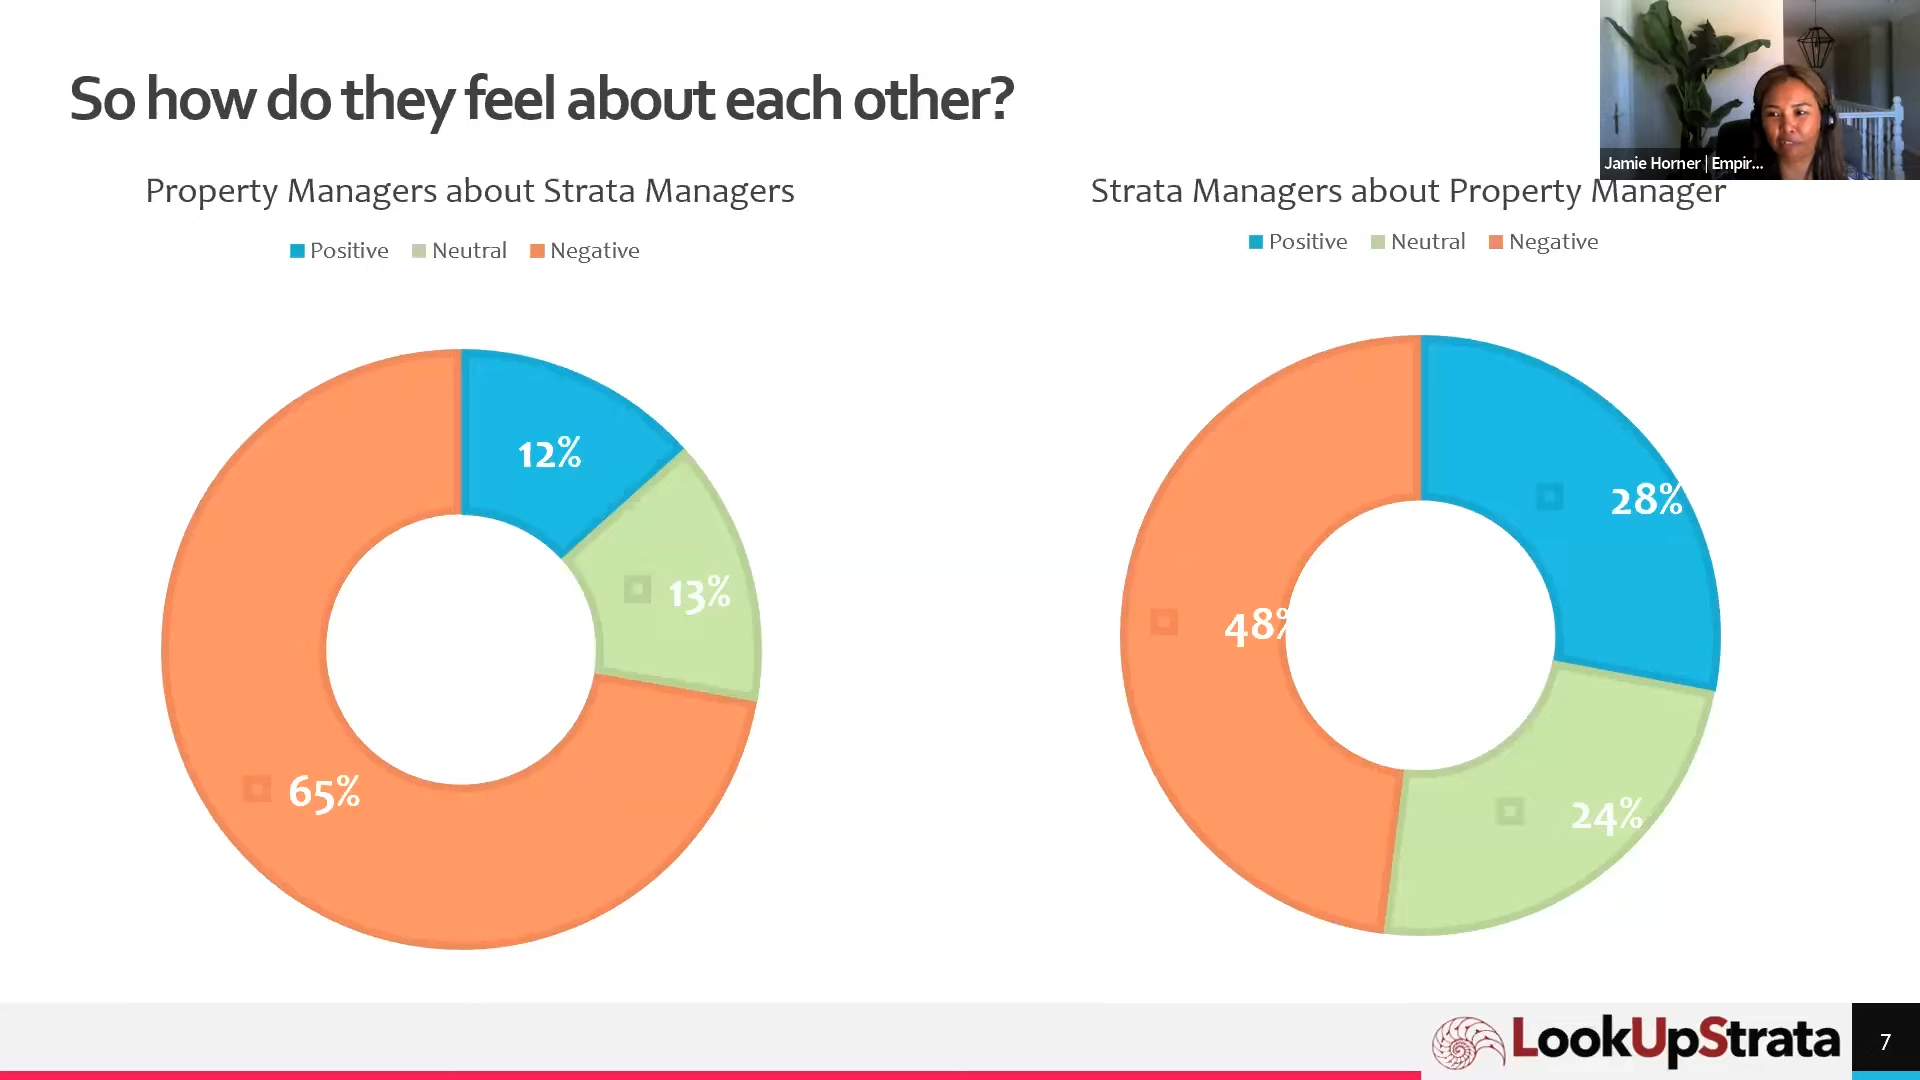 So how do they feel about each other?
Jamie Horner | Empir...
Property Managers about Strata Managers
Positive Neutral Negative
12%
13%
65%
Strata Managers about Property Manager
Positive Neutral Negative
28%
48%
24%
LookUpStrata
7